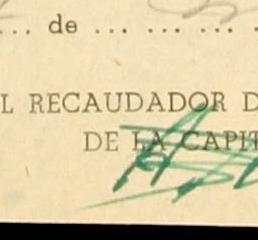 ... de ... ... ... .
L RECAUDADOR D
DE LA CAPIT